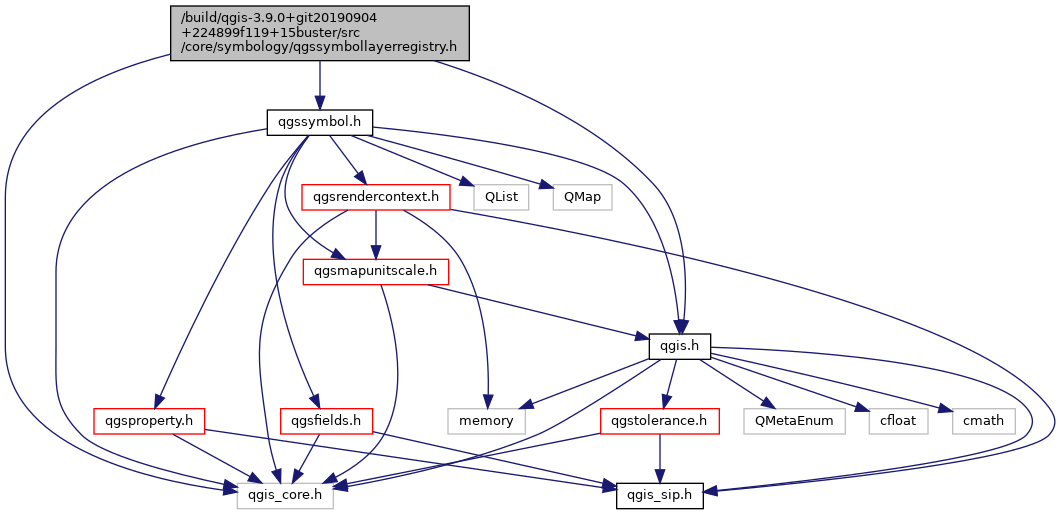 /build/qgis-3.9.0+git20190904
+224899f119+15buster/src
/core/symbology/qgssymbollayerregistry.h
qgssymbol.h
qgsrendercontext.h
QList
QMap
qgsmapunitscale.h
qgis.h
qgsproperty.h
qgsfields.h
memory
qgstolerance.h
QMetaEnum
cfloat
cmath
qgis_core.h
qgis_sip.h